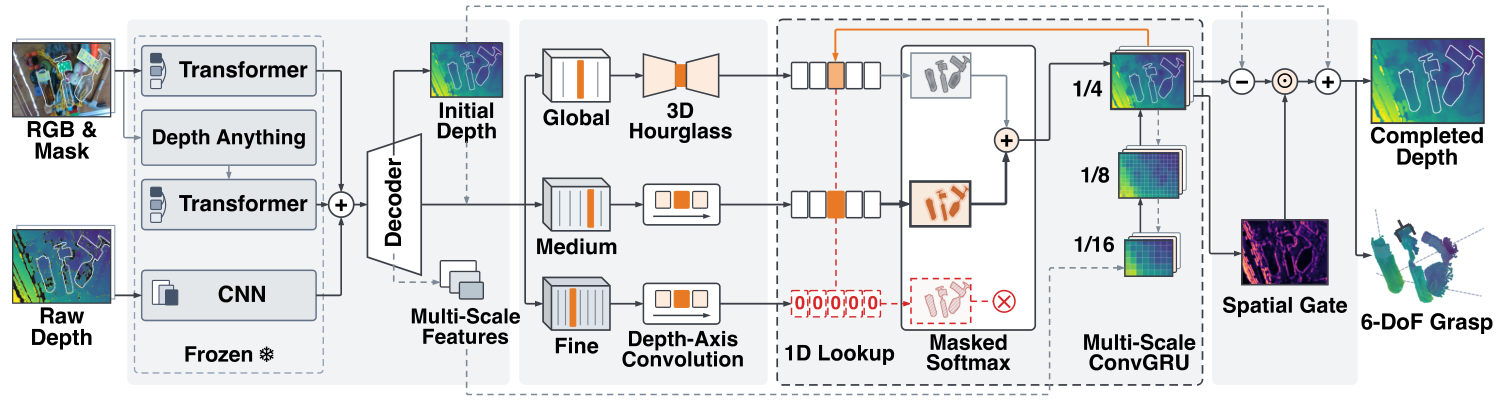 RGB &
Mask
Raw
Depth
Transformer
Depth Anything
Transformer
CNN
Frozen ❄
+
Decoder
Initial
Depth
Multi-Scale
Features
Global
3D
Hourglass
Medium
Fine
Depth-Axis
Convolution
0 0 0 0 0
1D Lookup
+
Masked
Softmax
1/4
1/8
1/16
Multi-Scale
ConvGRU
−
+
Spatial Gate
Completed
Depth
6-DoF Grasp